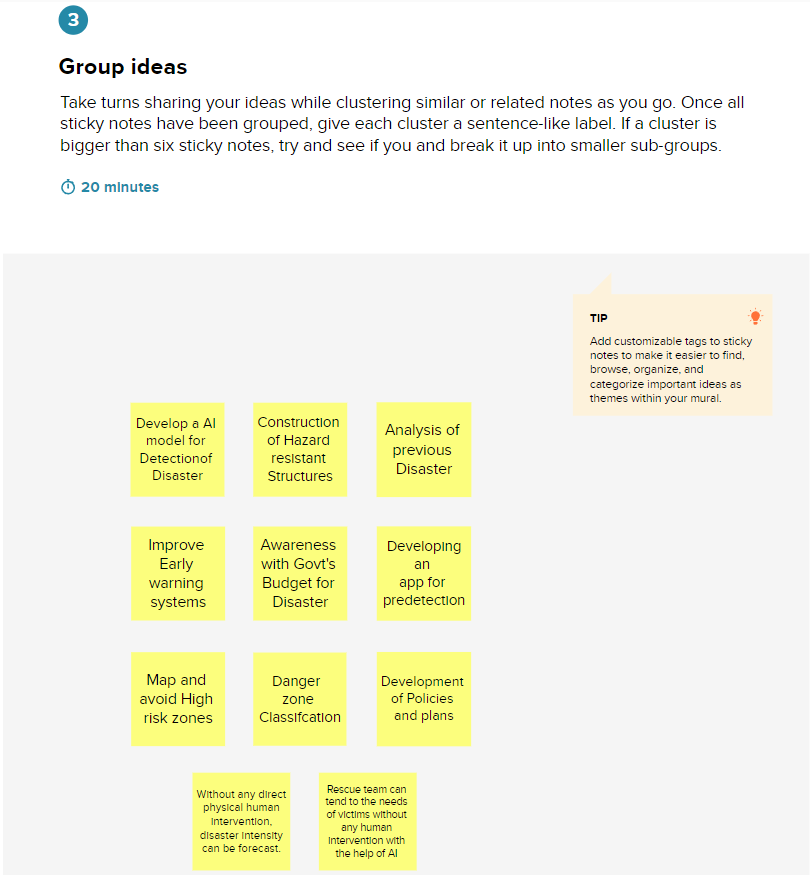 3
Group ideas
Take turns sharing your ideas while clustering similar or related notes as you go. Once all
sticky notes have been grouped, give each cluster a sentence-like label. If a cluster is
bigger than six sticky notes, try and see if you and break it up into smaller sub-groups.
20 minutes
TIP
Add customizable tags to sticky
notes to make it easier to find,
browse, organize, and
categorize important ideas as
themes within your mural.
Develop a AI
model for
Detectionof
Disaster
Construction
of Hazard
resistant
Structures
Analysis of
previous
Disaster
Improve
Early
warning
systems
Awareness
with Govt's
Budget for
Disaster
Developing
an
app for
predetection
Map and
avoid High
risk zones
Danger
zone
Classifcation
Development
of Policies
and plans
Without any direct
physical human
intervention,
disaster intensity
can be forecast.
Rescue team can
tend to the needs
of victims without
any human
intervention with
the help of AI